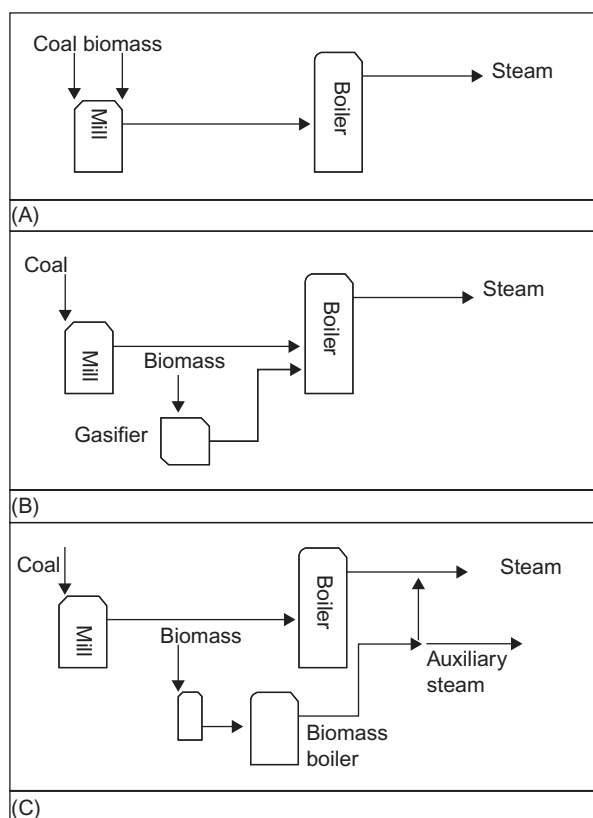 Coal biomass
Mill
Boiler
Steam
(A)
Coal
Mill
Biomass
Gasifier
Boiler
Steam
(B)
Coal
Mill
Biomass
Boiler
Steam
Auxiliary
steam
Biomass
boiler
(C)